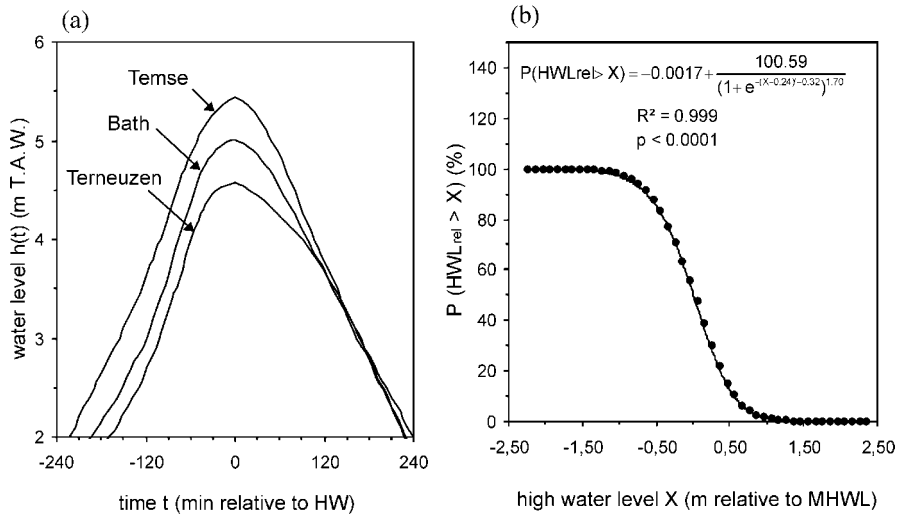 (a)
6
5
4
3
2
water level h(t) (m T.A.W.)
Temse
Bath
Terneuzen
-240 -120 0 120 240
time t (min relative to HW)
(b)
140
120
100
80
60
40
20
0
P (HWLrel > X) (%)
P(HWLrel> X) = -0.0017+ 100.59 / (1+ e-(X-0.24)/-0.32)1.70
R² = 0.999
p < 0.0001
-2,50 -1,50 -0,50 0,50 1,50 2,50
high water level X (m relative to MHWL)